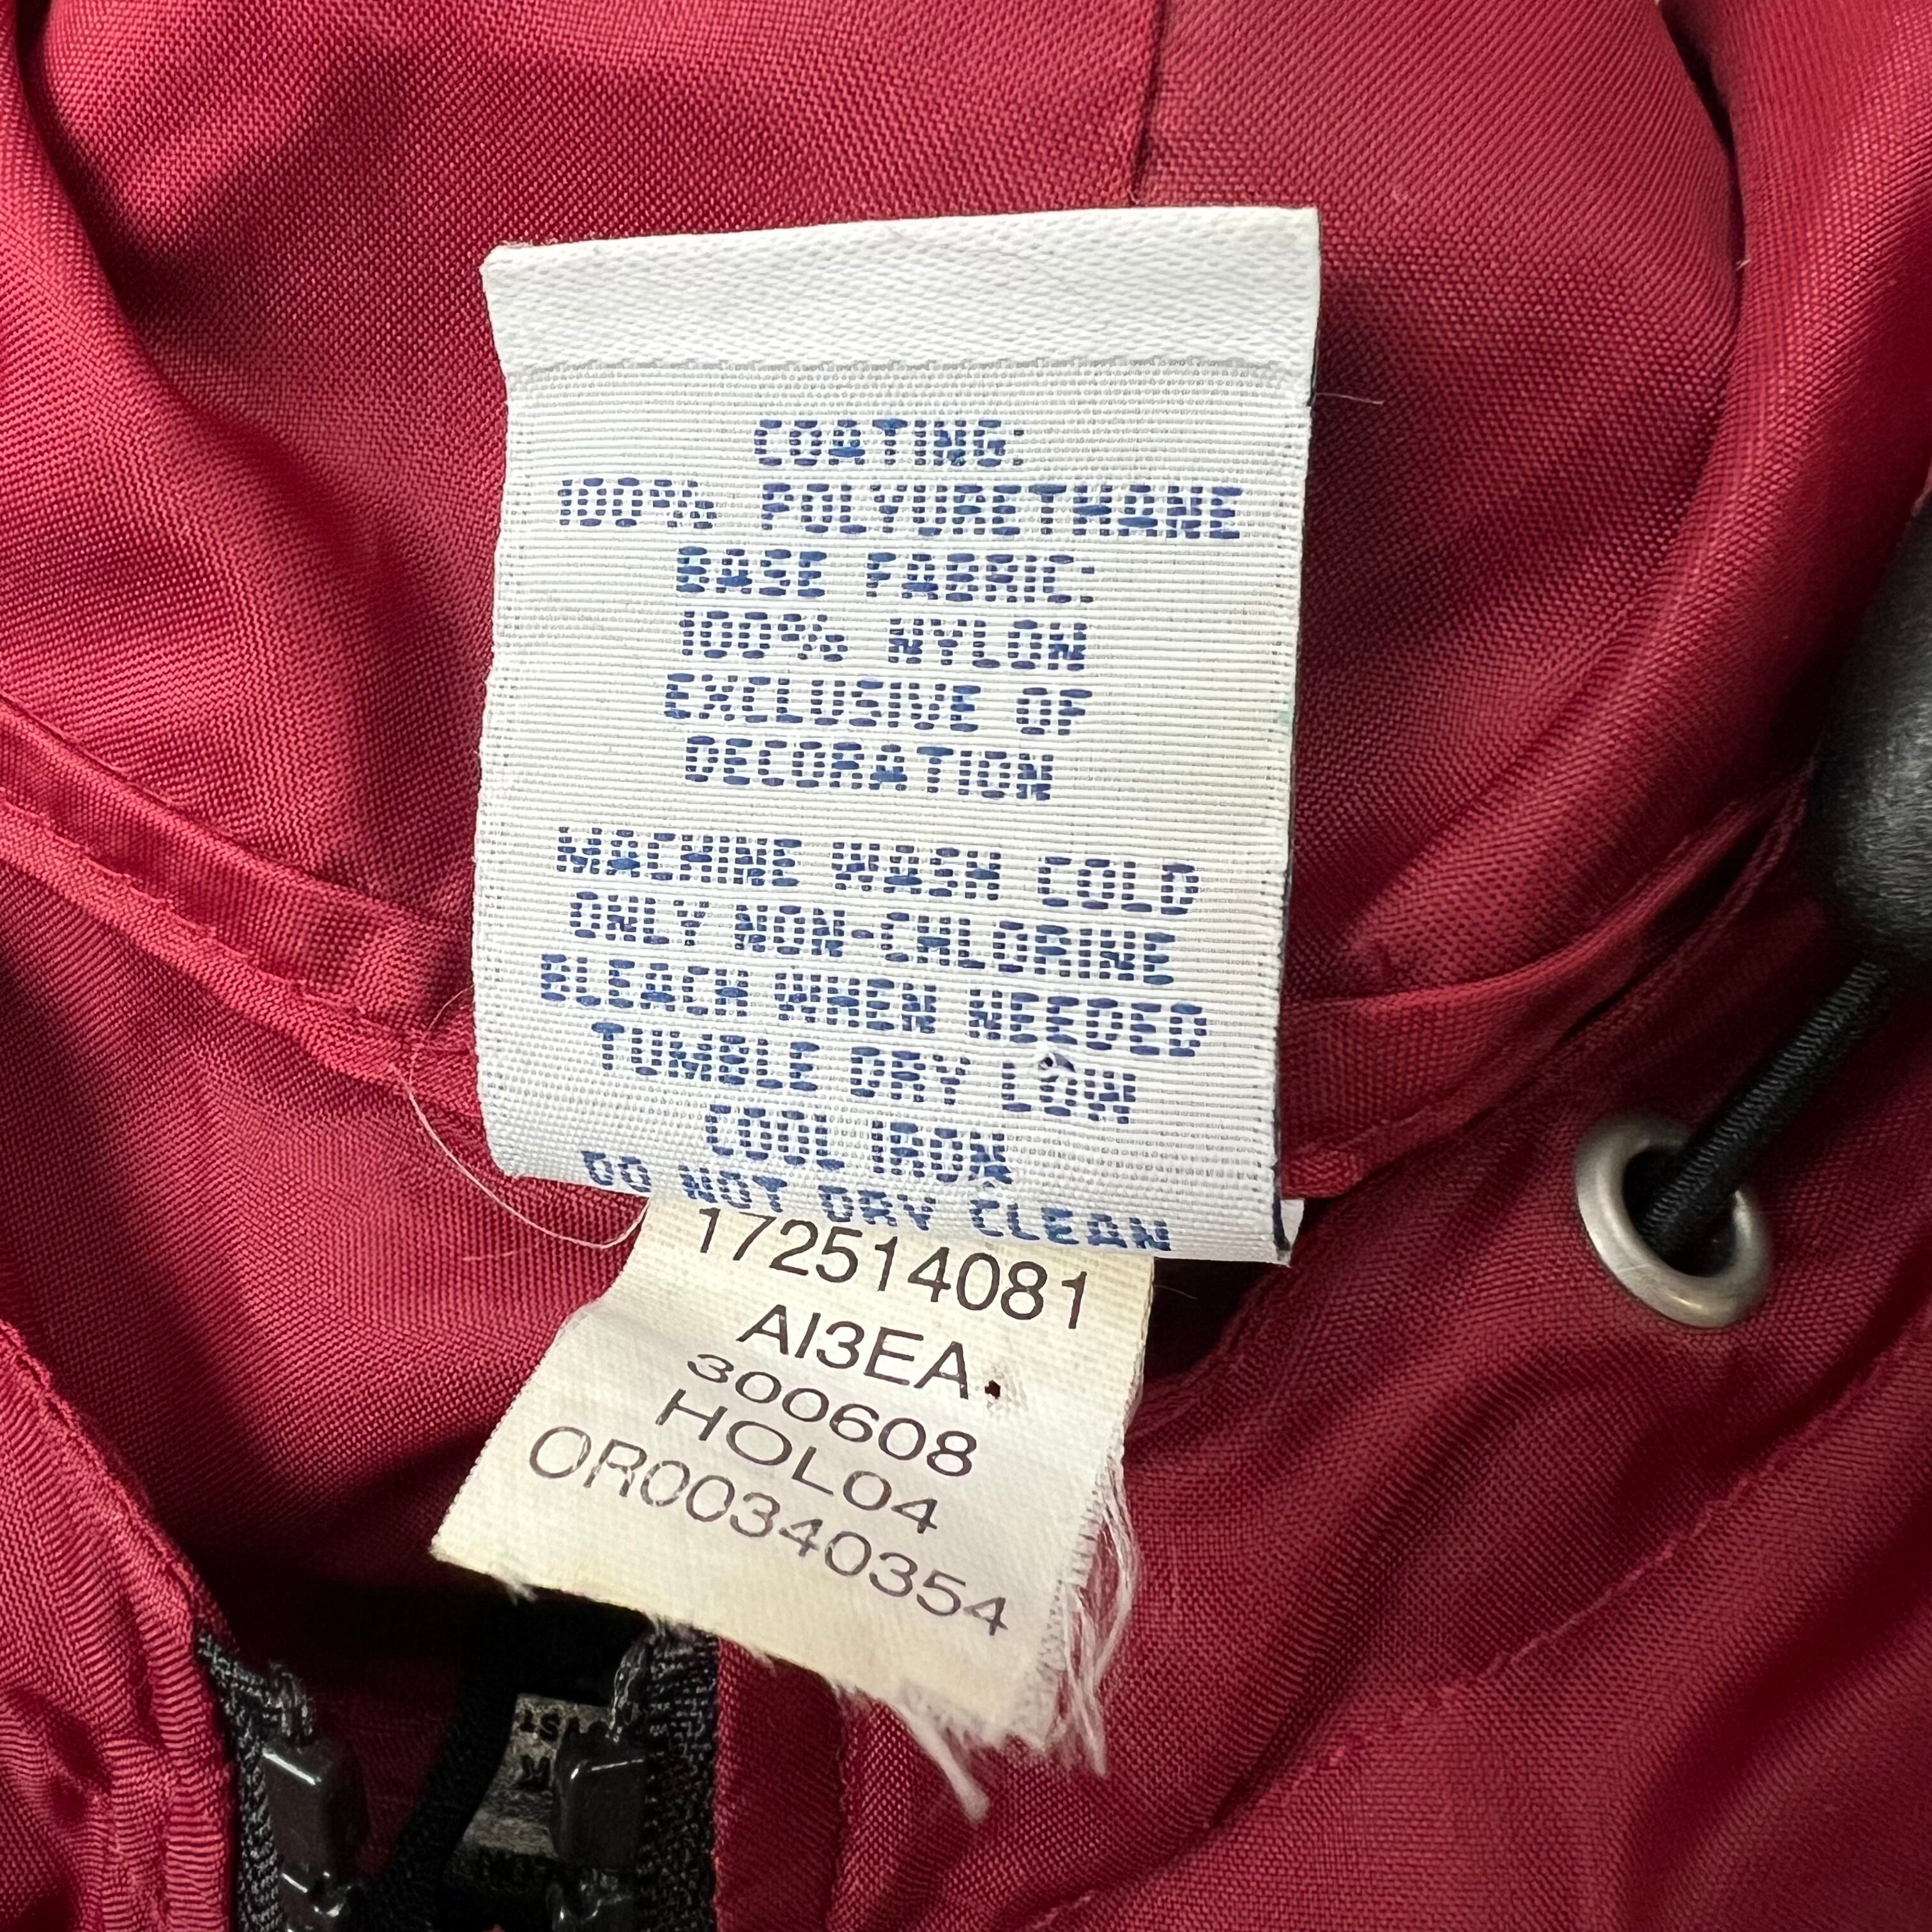 COATING:
100% POLYURETHANE
BASE FABRIC:
100% NYLON
EXCLUSIVE OF
DECORATION
MACHINE WASH COLD
ONLY NON-CHLORINE
BLEACH WHEN NEEDED
TUMBLE DRY LOW
COOL IRON
DO NOT DRY CLEAN
172514081
AI3EA
300608
HOL04
OR00340354